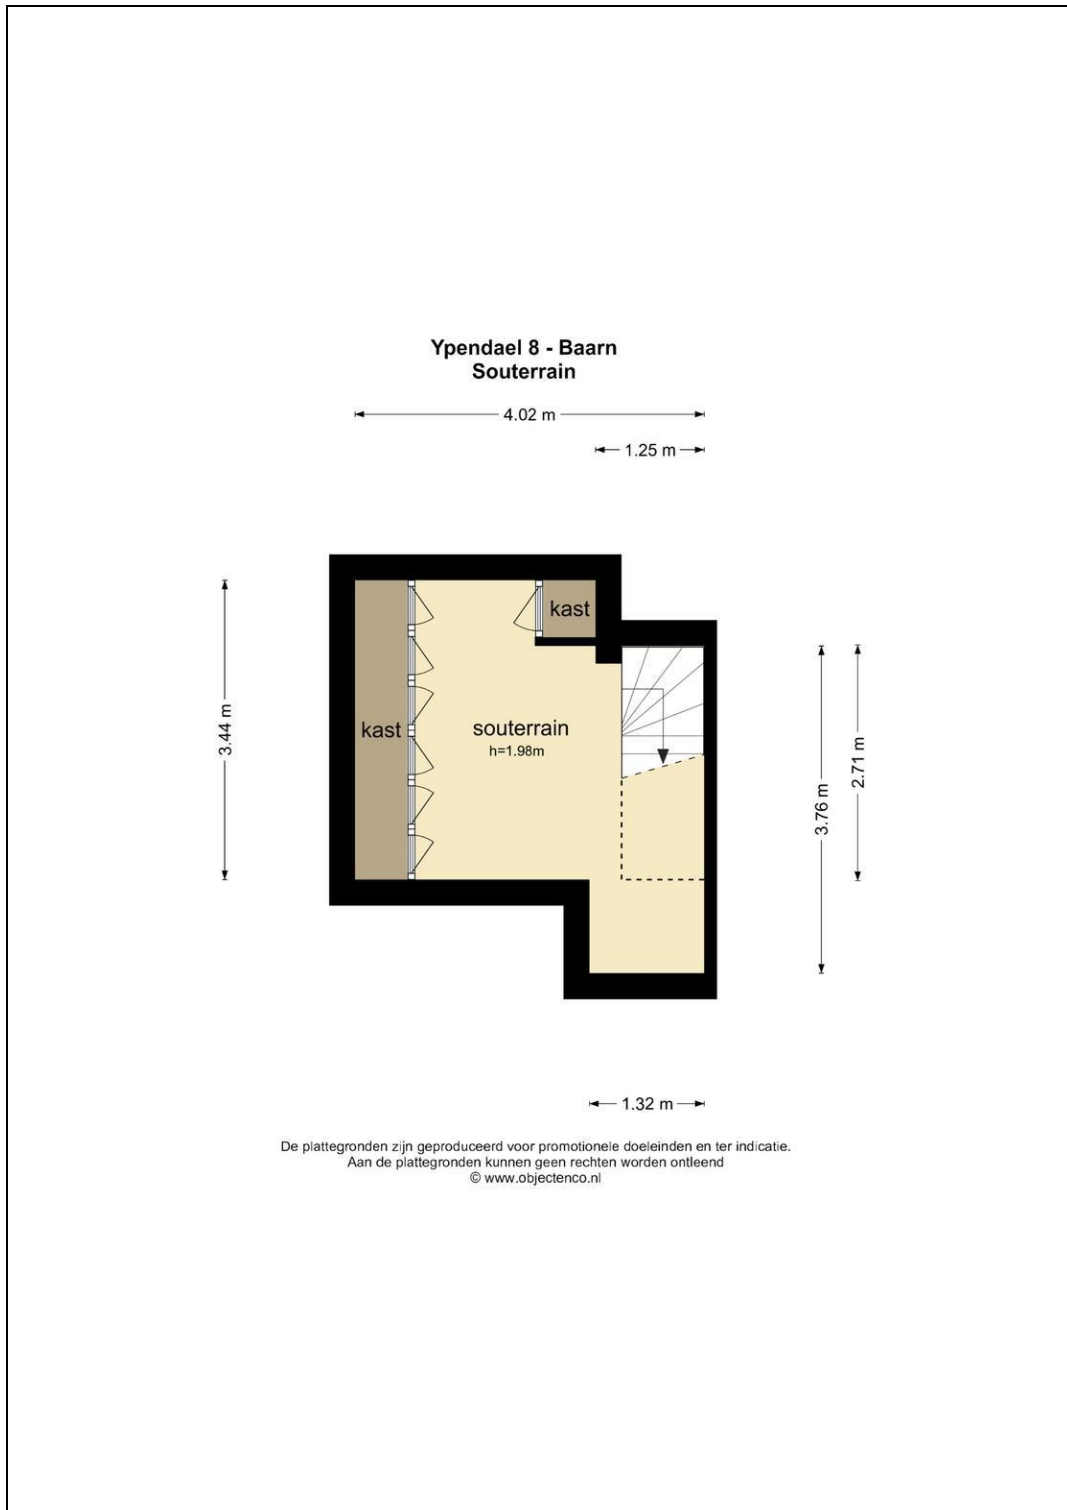 Ypendael 8 - Baarn
Souterrain
4.02 m
1.25 m
kast
3.44 m
kast
souterrain
h=1.98m
3.76 m
2.71 m
1.32 m
De plattegronden zijn geproduceerd voor promotionele doeleinden en ter indicatie.
Aan de plattegronden kunnen geen rechten worden ontleend
© www.objectenco.nl